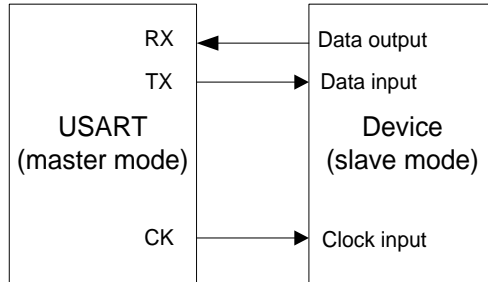 RX
Data output
TX
Data input
USART
(master mode)
Device
(slave mode)
CK
Clock input